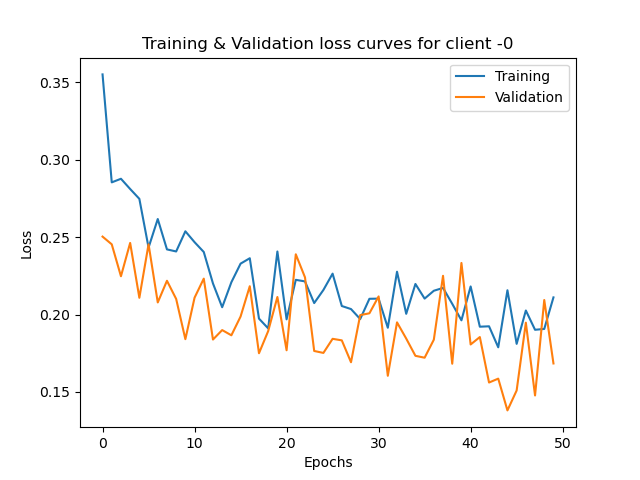 Training & Validation loss curves for client -0
Training
Validation
Loss
0.35
0.30
0.25
0.20
0.15
0 10 20 30 40 50
Epochs